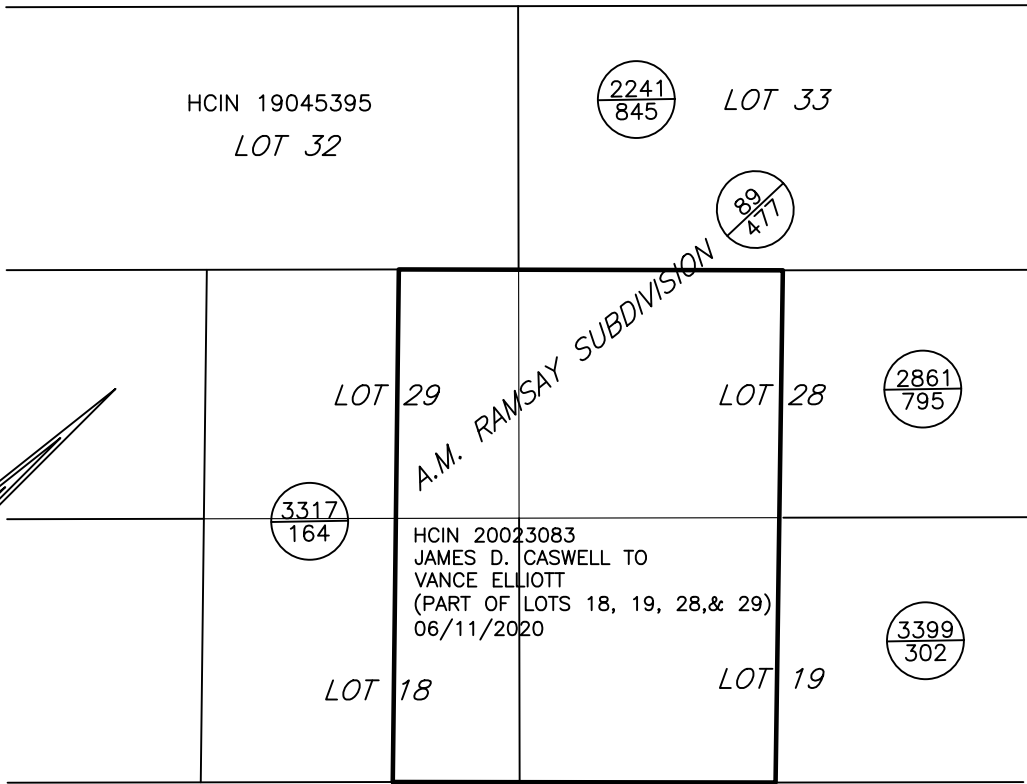 HCIN 19045395
LOT 32
2241
845
LOT 33
89
477
A.M. RAMSAY SUBDIVISION
LOT 29
LOT 28
2861
795
3317
164
HCIN 20023083
JAMES D. CASWELL TO
VANCE ELLIOTT
(PART OF LOTS 18, 19, 28,& 29)
06/11/2020
3399
302
LOT 18
LOT 19